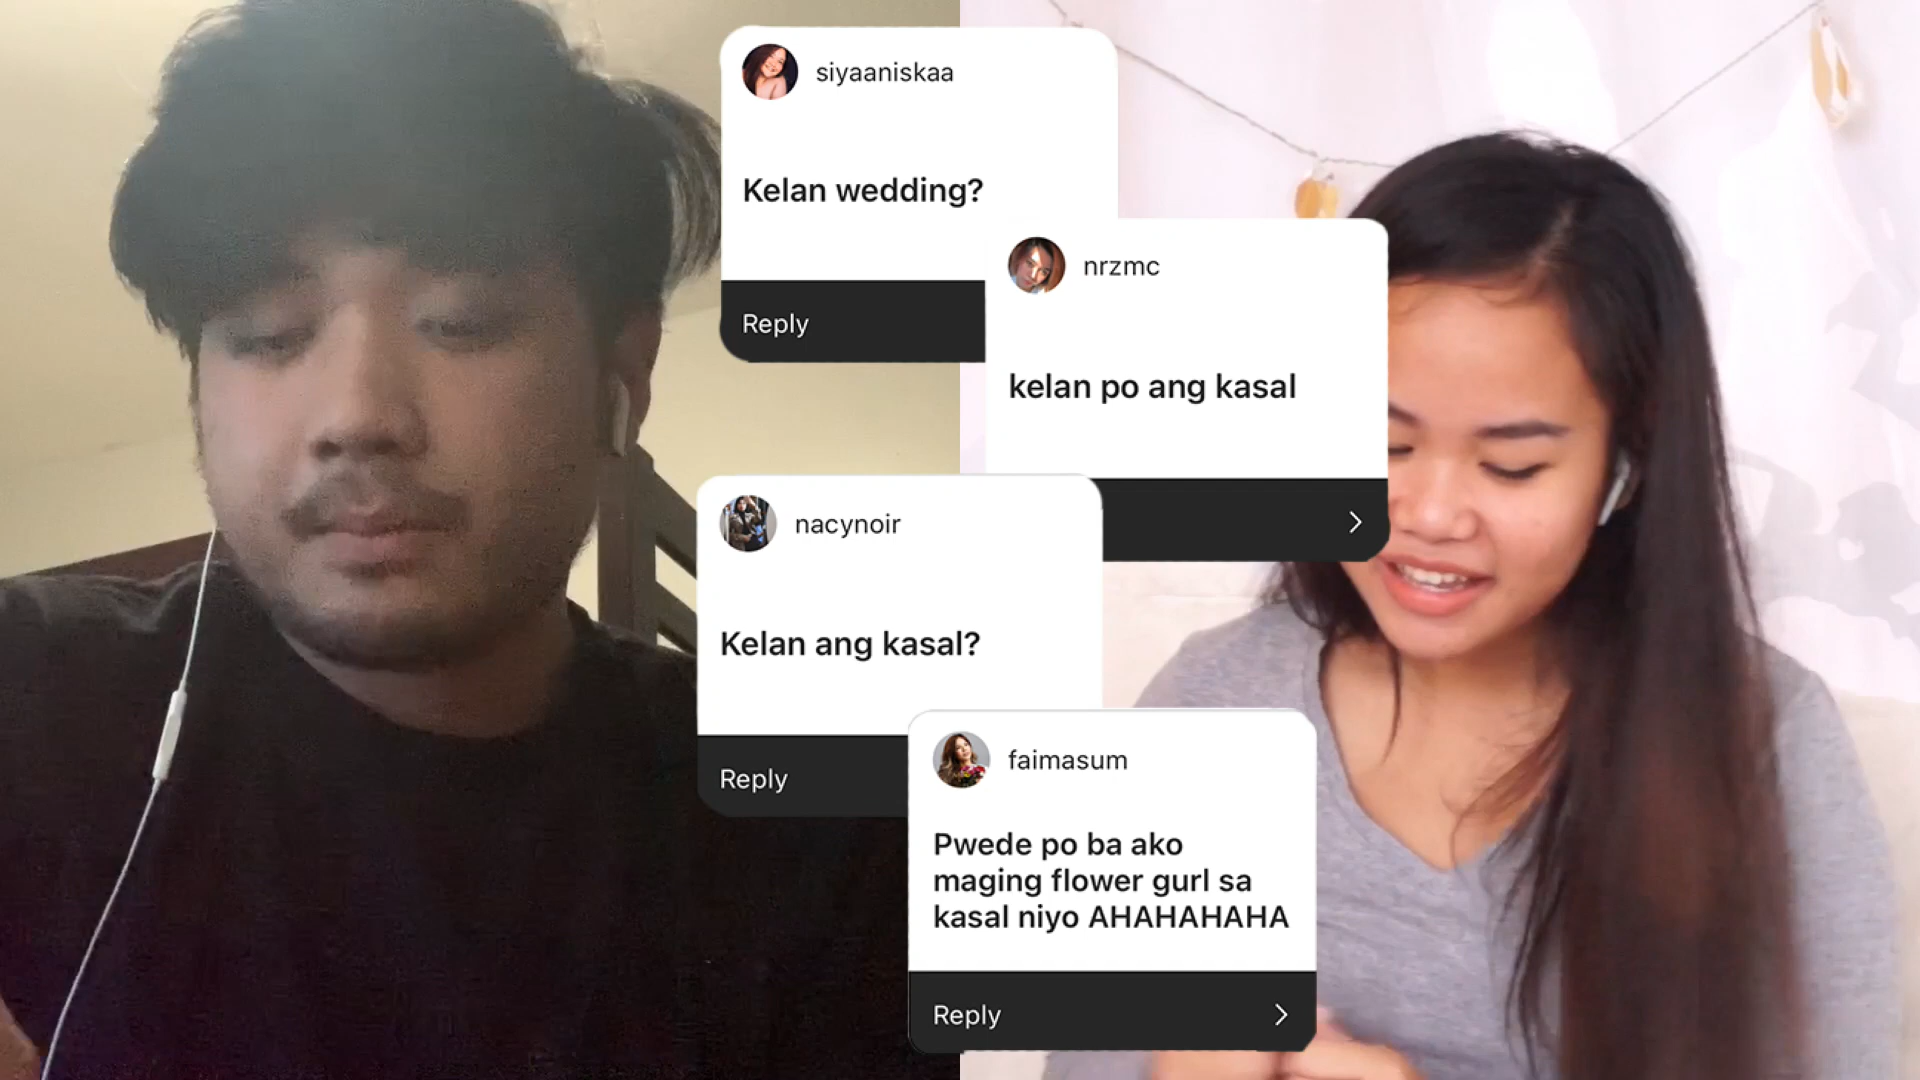 siyaaniskaa
Kelan wedding?
Reply
nrzmc
kelan po ang kasal
nacynoir
Kelan ang kasal?
Reply
faimasum
Pwede po ba ako
maging flower gurl sa
kasal niyo AHAHAHAHA
Reply